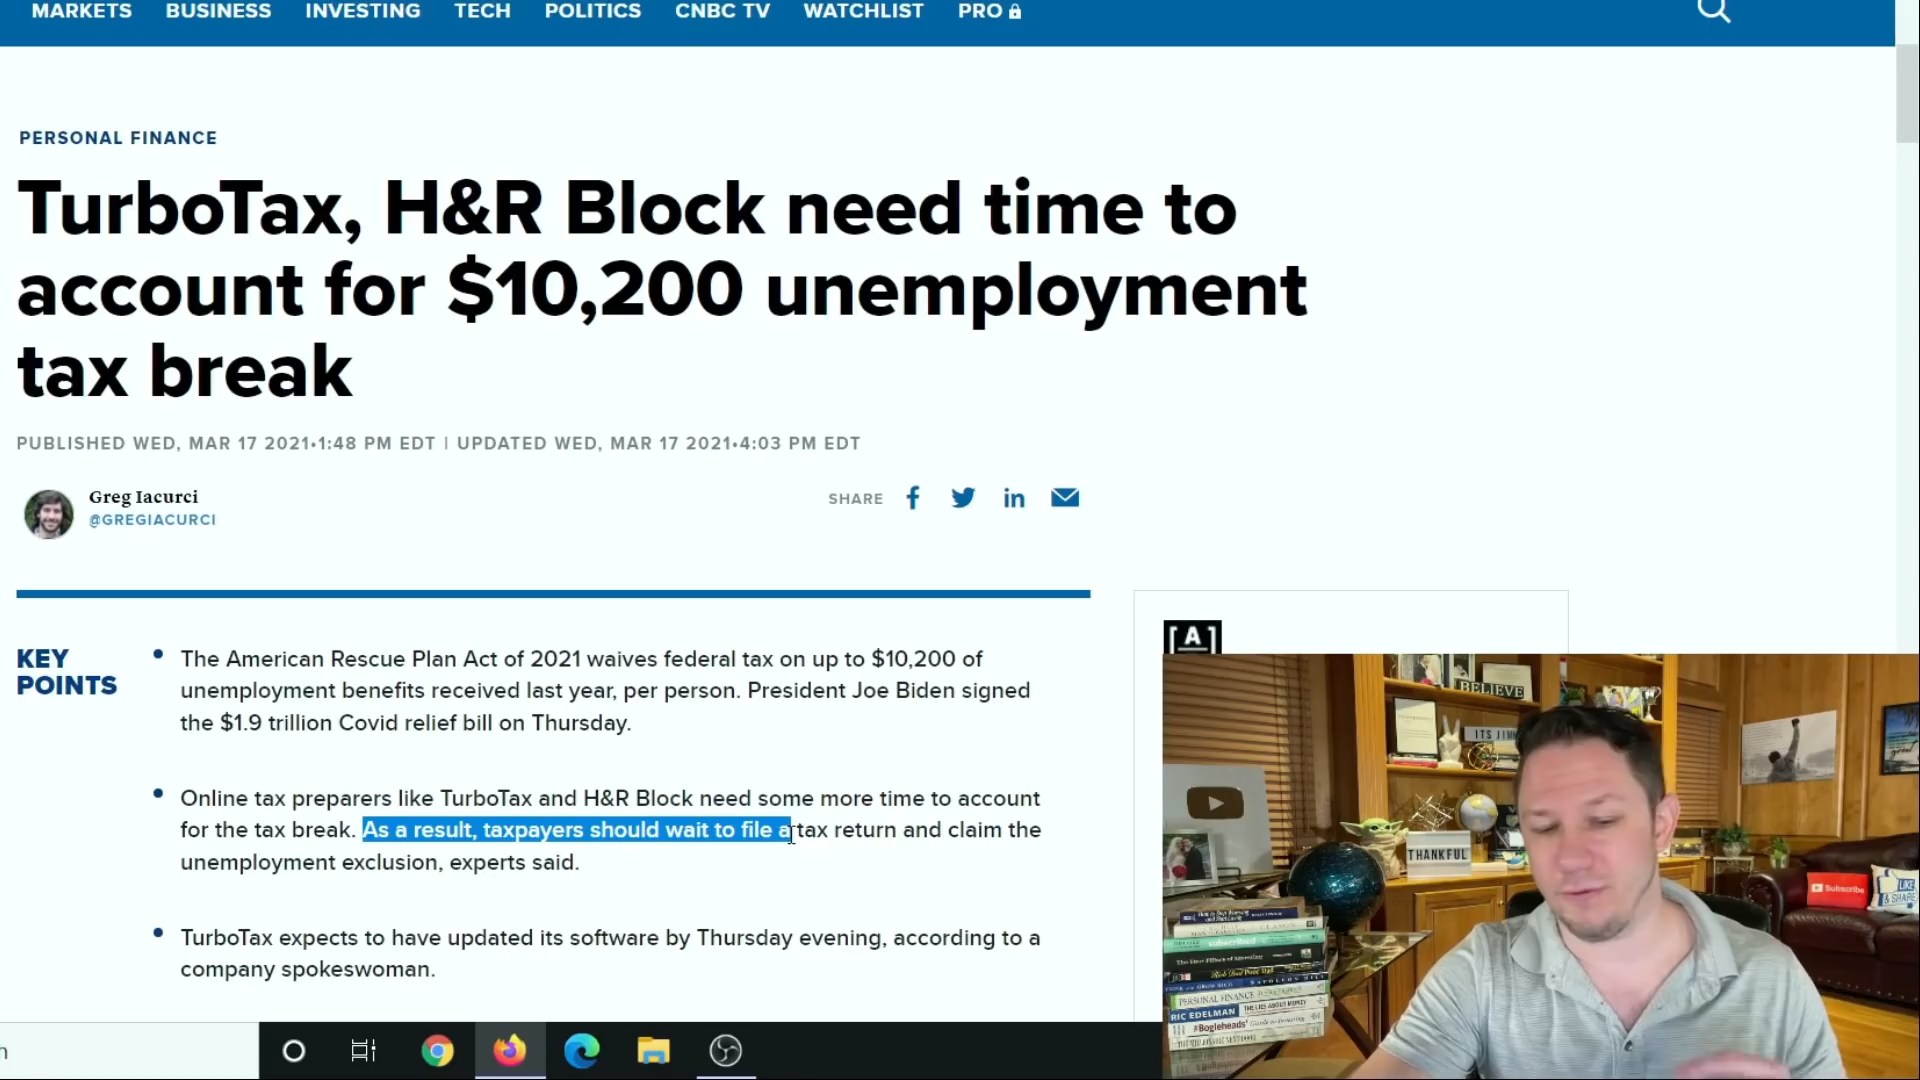 MARKETS BUSINESS INVESTING TECH POLITICS CNBC TV WATCHLIST PRO
PERSONAL FINANCE
TurboTax, H&R Block need time to
account for $10,200 unemployment
tax break
PUBLISHED WED, MAR 17 2021•1:48 PM EDT | UPDATED WED, MAR 17 2021•4:03 PM EDT
Greg Iacurci
@GREGIACURCI
SHARE
KEY
POINTS
The American Rescue Plan Act of 2021 waives federal tax on up to $10,200 of
unemployment benefits received last year, per person. President Joe Biden signed
the $1.9 trillion Covid relief bill on Thursday.
Online tax preparers like TurboTax and H&R Block need some more time to account
for the tax break. As a result, taxpayers should wait to file a tax return and claim the
unemployment exclusion, experts said.
TurboTax expects to have updated its software by Thursday evening, according to a
company spokeswoman.
[A]
BELIEVE
THANKFUL
Subscribe
LIKE
& SHARE
PERSONAL FINANCE
RIC EDELMAN THE LIES ABOUT MONEY
#Bogleheads'